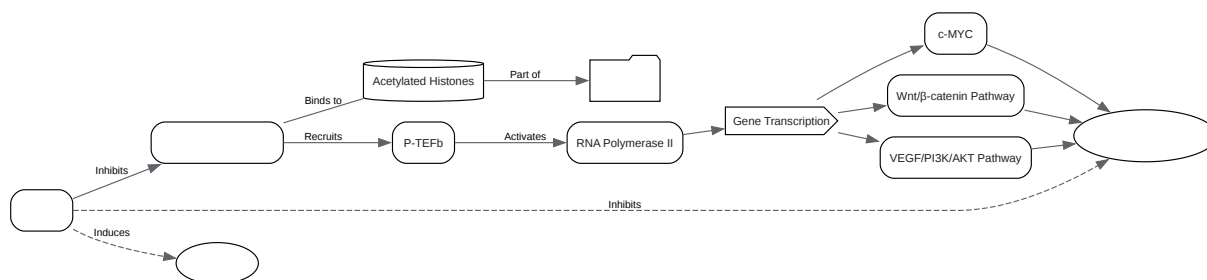 c-MYC
Acetylated Histones
Part of
Binds to
Wnt/β-catenin Pathway
Gene Transcription
Recruits
P-TEFb
Activates
RNA Polymerase II
VEGF/PI3K/AKT Pathway
Inhibits
Inhibits
Induces